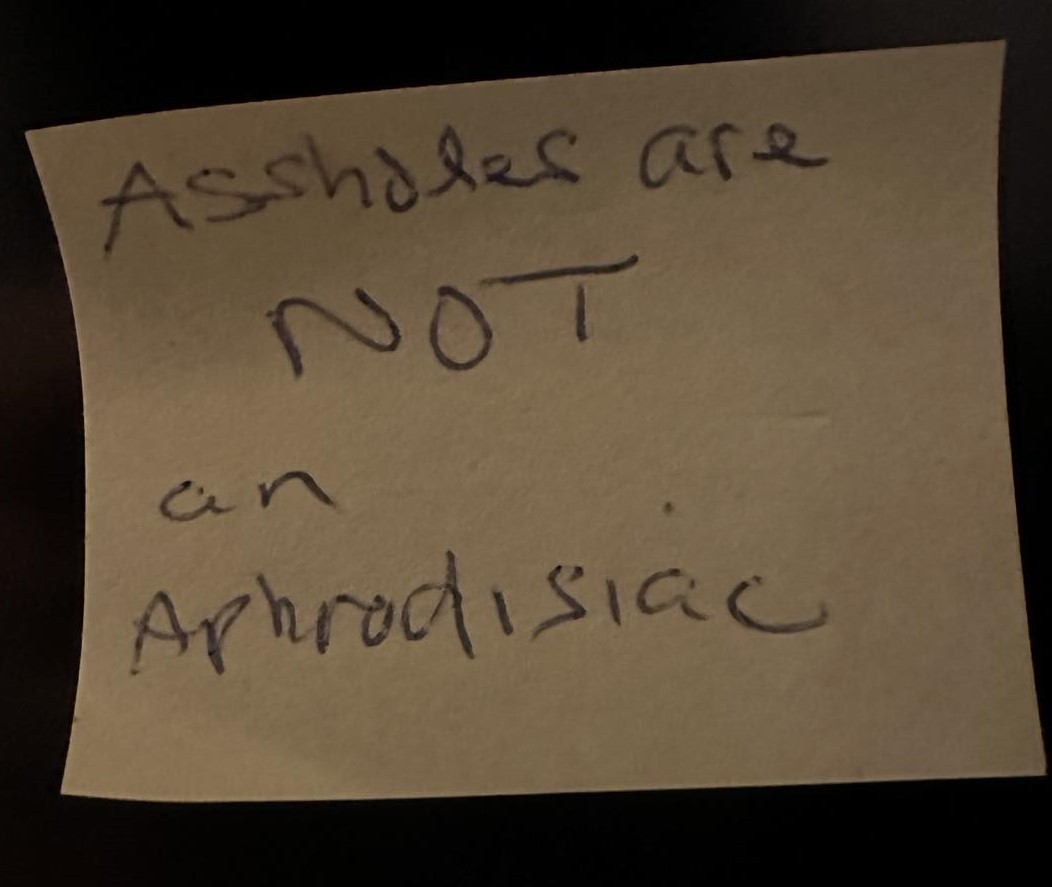 Assholes are
NOT
an
Aphrodisiac